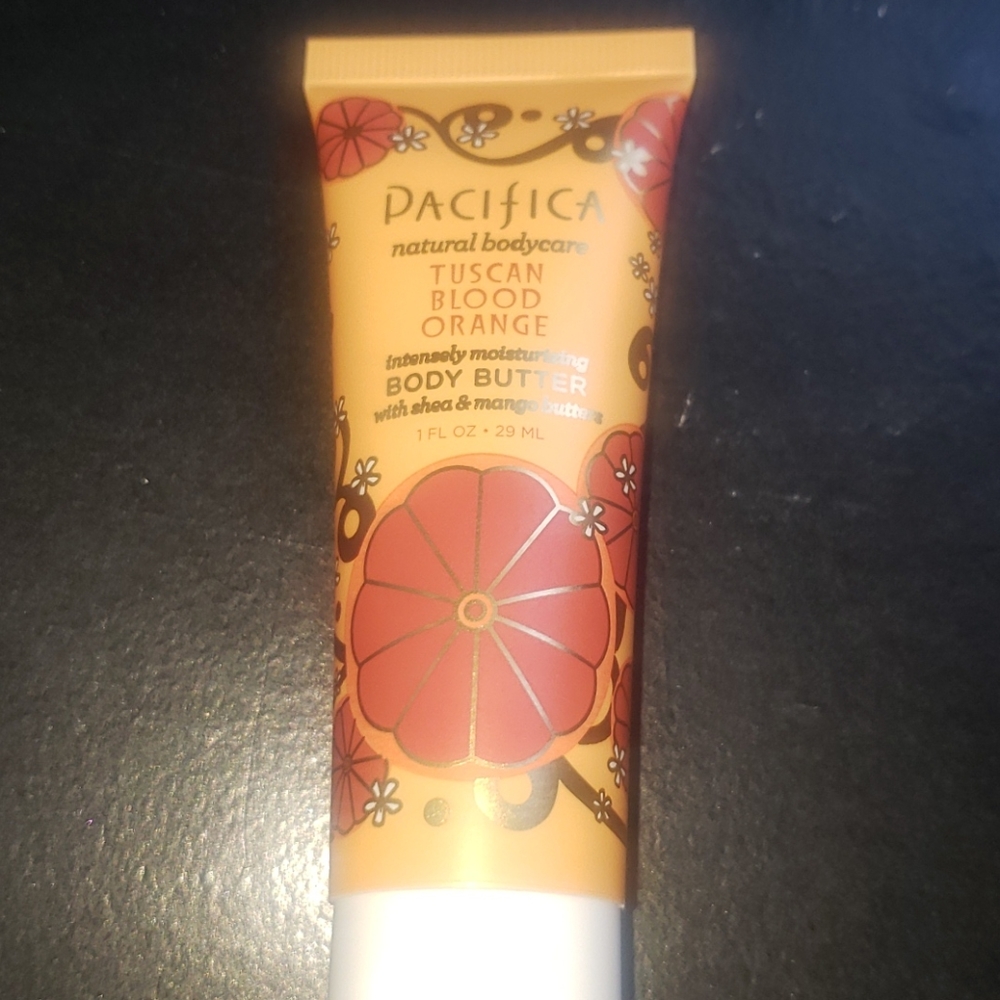 PACIFICA
natural bodycare
TUSCAN
BLOOD
ORANGE
intensely moisturizing
BODY BUTTER
with shea & mango butters
1 FL OZ • 29 ML